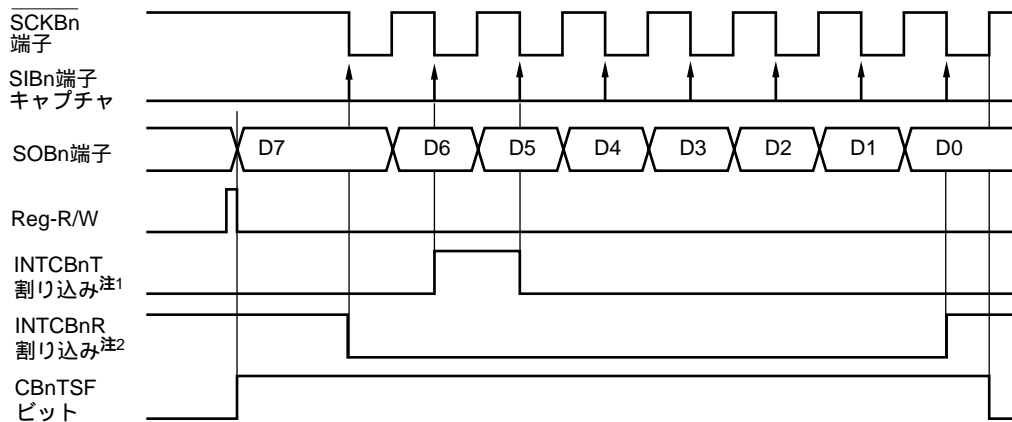 SCKBn
端子
SIBn端子
キャプチャ
SOBn端子
D7
D6
D5
D4
D3
D2
D1
D0
Reg-R/W
INTCBnT
割り込み注1
INTCBnR
割り込み注2
CBnTSF
ビット